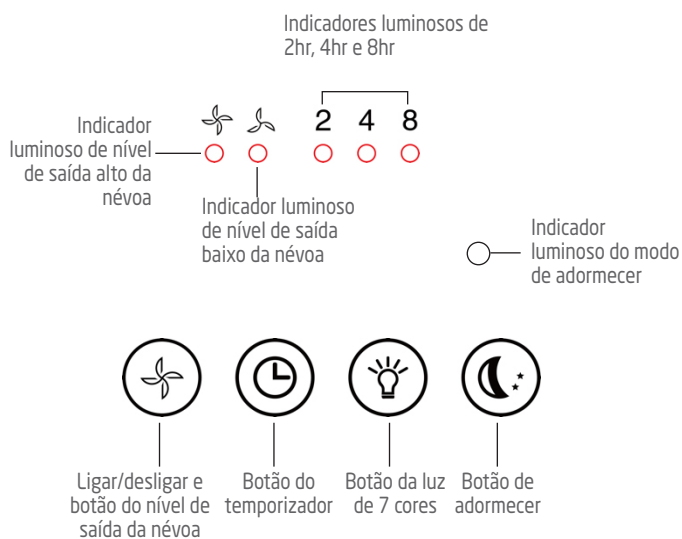 Indicadores luminosos de
2hr, 4hr e 8hr
2 4 8
Indicador
luminoso de nível
de saída alto da
névoa
Indicador luminoso
de nível de saída
baixo da névoa
Indicador
luminoso do modo
de adormecer
Ligar/desligar e
botão do nível de
saída da névoa
Botão do
temporizador
Botão da luz
de 7 cores
Botão de
adormecer